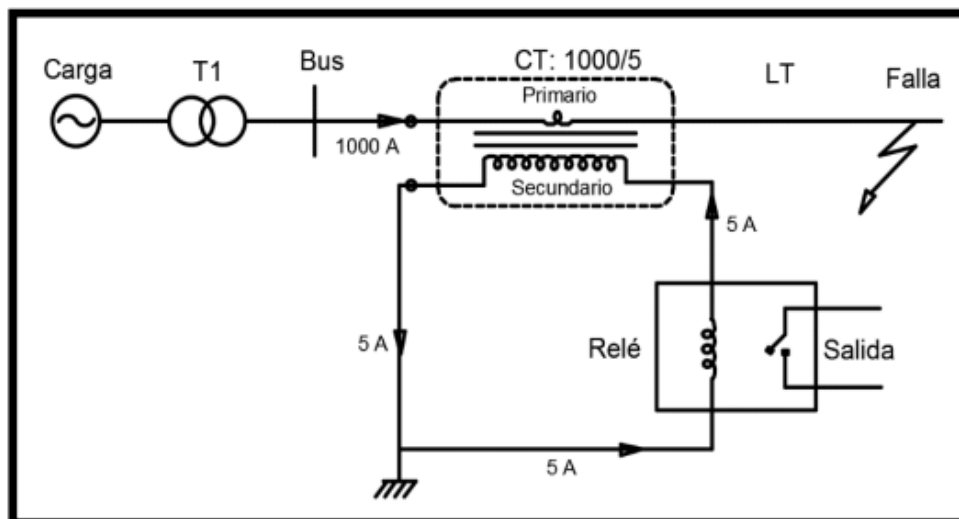 Carga
T1
Bus
CT: 1000/5
LT
Falla
Primario
1000 A
Secundario
5 A
5 A
Relé
Salida
5 A